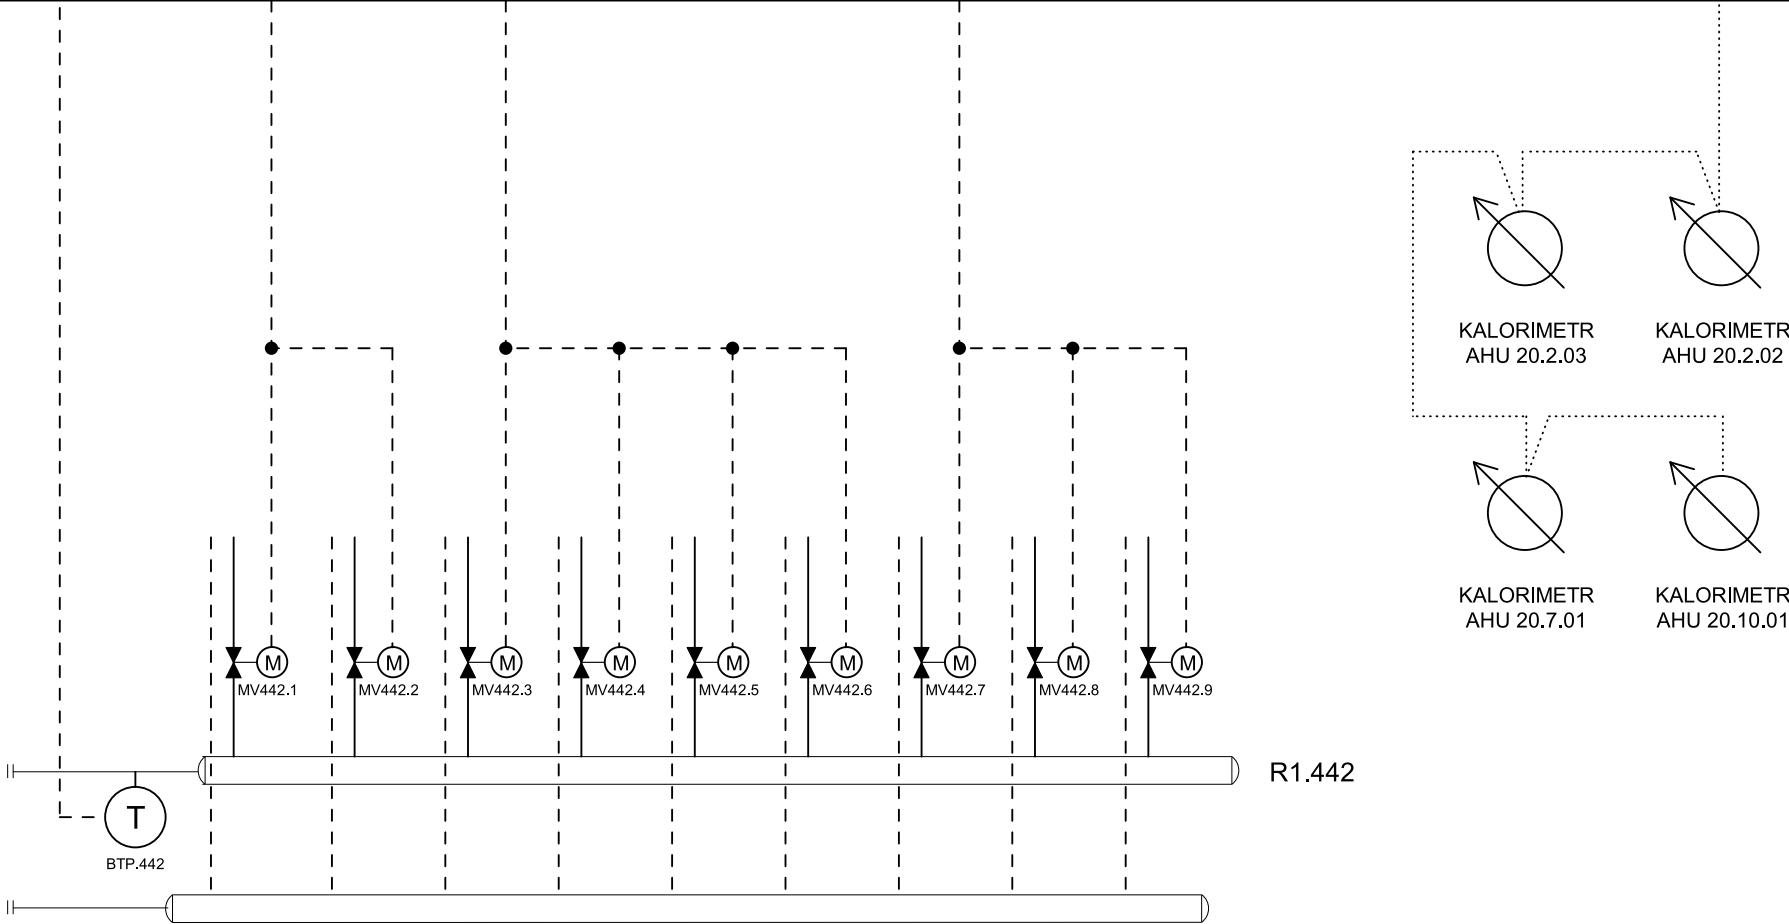 KALORIMETR
AHU 20.2.03
KALORIMETR
AHU 20.2.02
KALORIMETR
AHU 20.7.01
KALORIMETR
AHU 20.10.01
M
M
M
M
M
M
M
M
M
MV442.1
MV442.2
MV442.3
MV442.4
MV442.5
MV442.6
MV442.7
MV442.8
MV442.9
R1.442
T
BTP.442